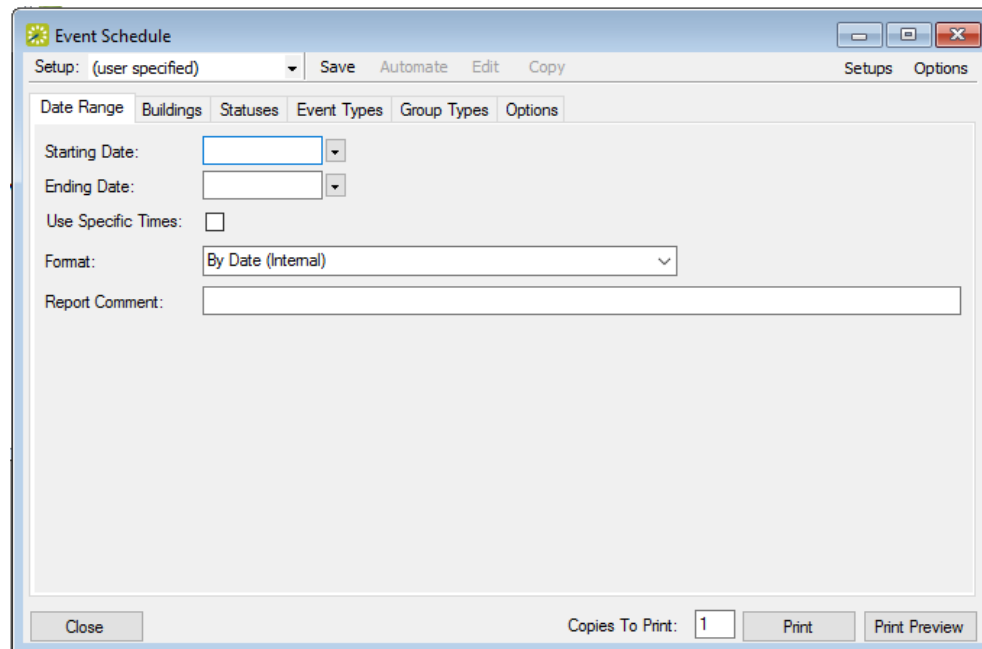 Event Schedule
Setup: (user specified) Save Automate Edit Copy Setups Options
Date Range Buildings Statuses Event Types Group Types Options
Starting Date:
Ending Date:
Use Specific Times:
Format: By Date (Internal)
Report Comment:
Close Copies To Print: 1 Print Print Preview